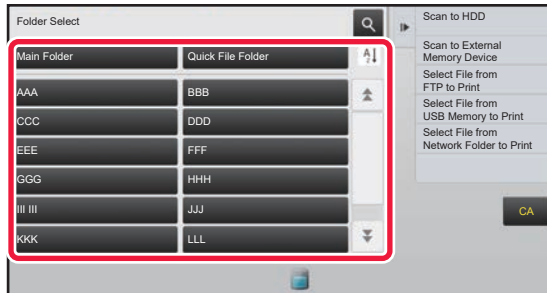 Folder Select
Main Folder
Quick File Folder
A
Z
AAA
BBB
CCC
DDD
EEE
FFF
GGG
HHH
III III
JJJ
KKK
LLL
Scan to HDD
Scan to External
Memory Device
Select File from
FTP to Print
Select File from
USB Memory to Print
Select File from
Network Folder to Print
CA